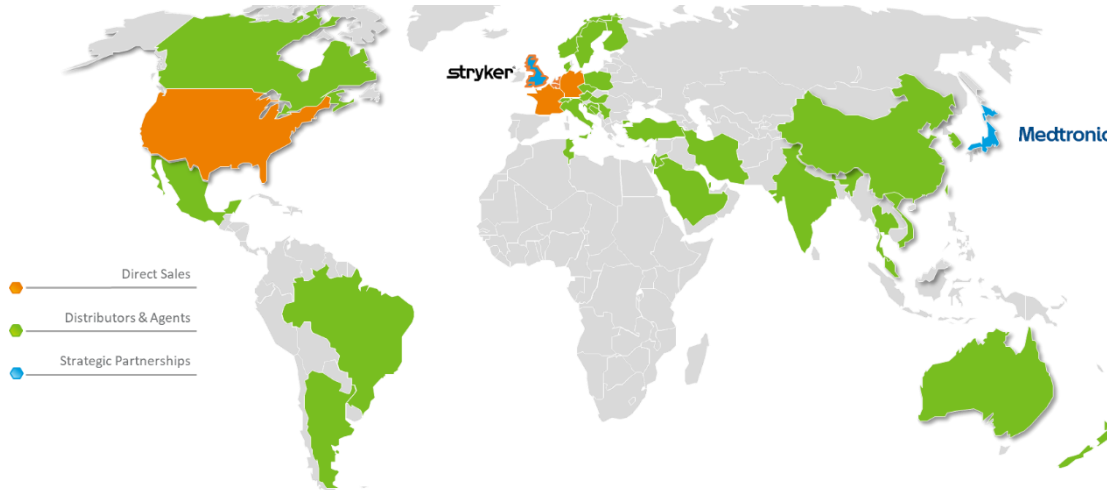 stryker
Medtronic
Direct Sales
Distributors & Agents
Strategic Partnerships